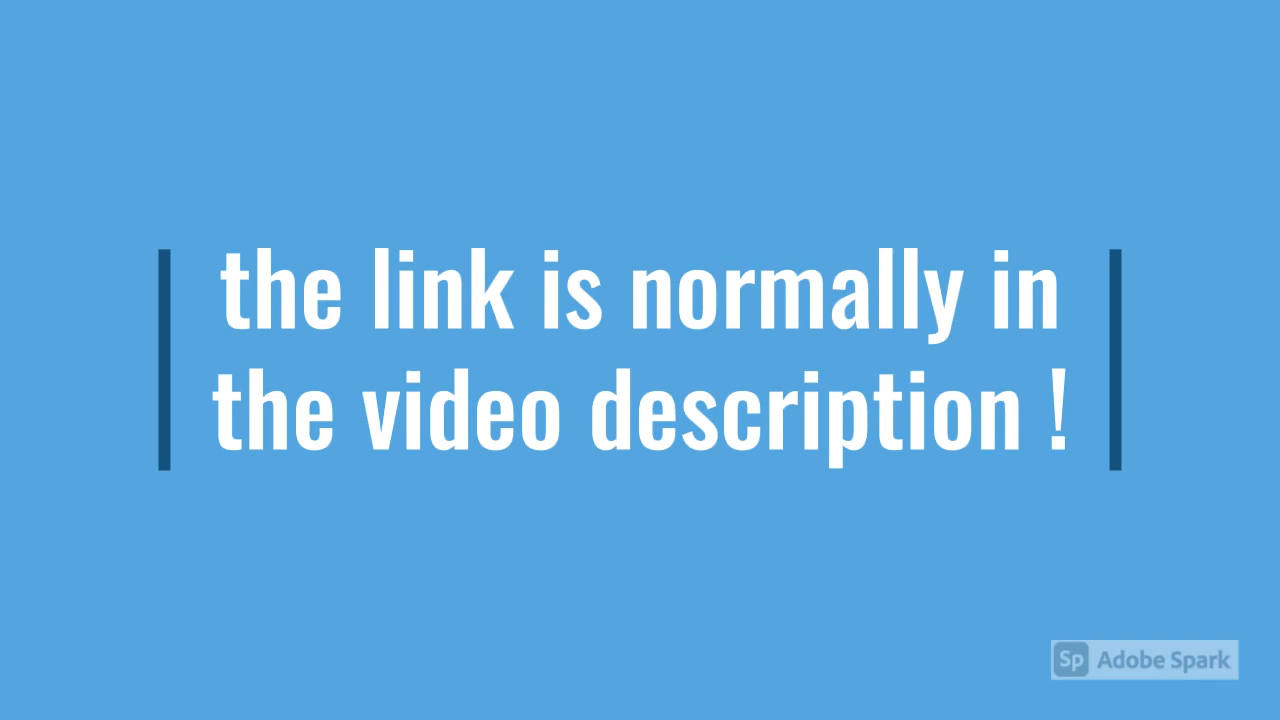 the link is normally in
the video description !
Sp Adobe Spark